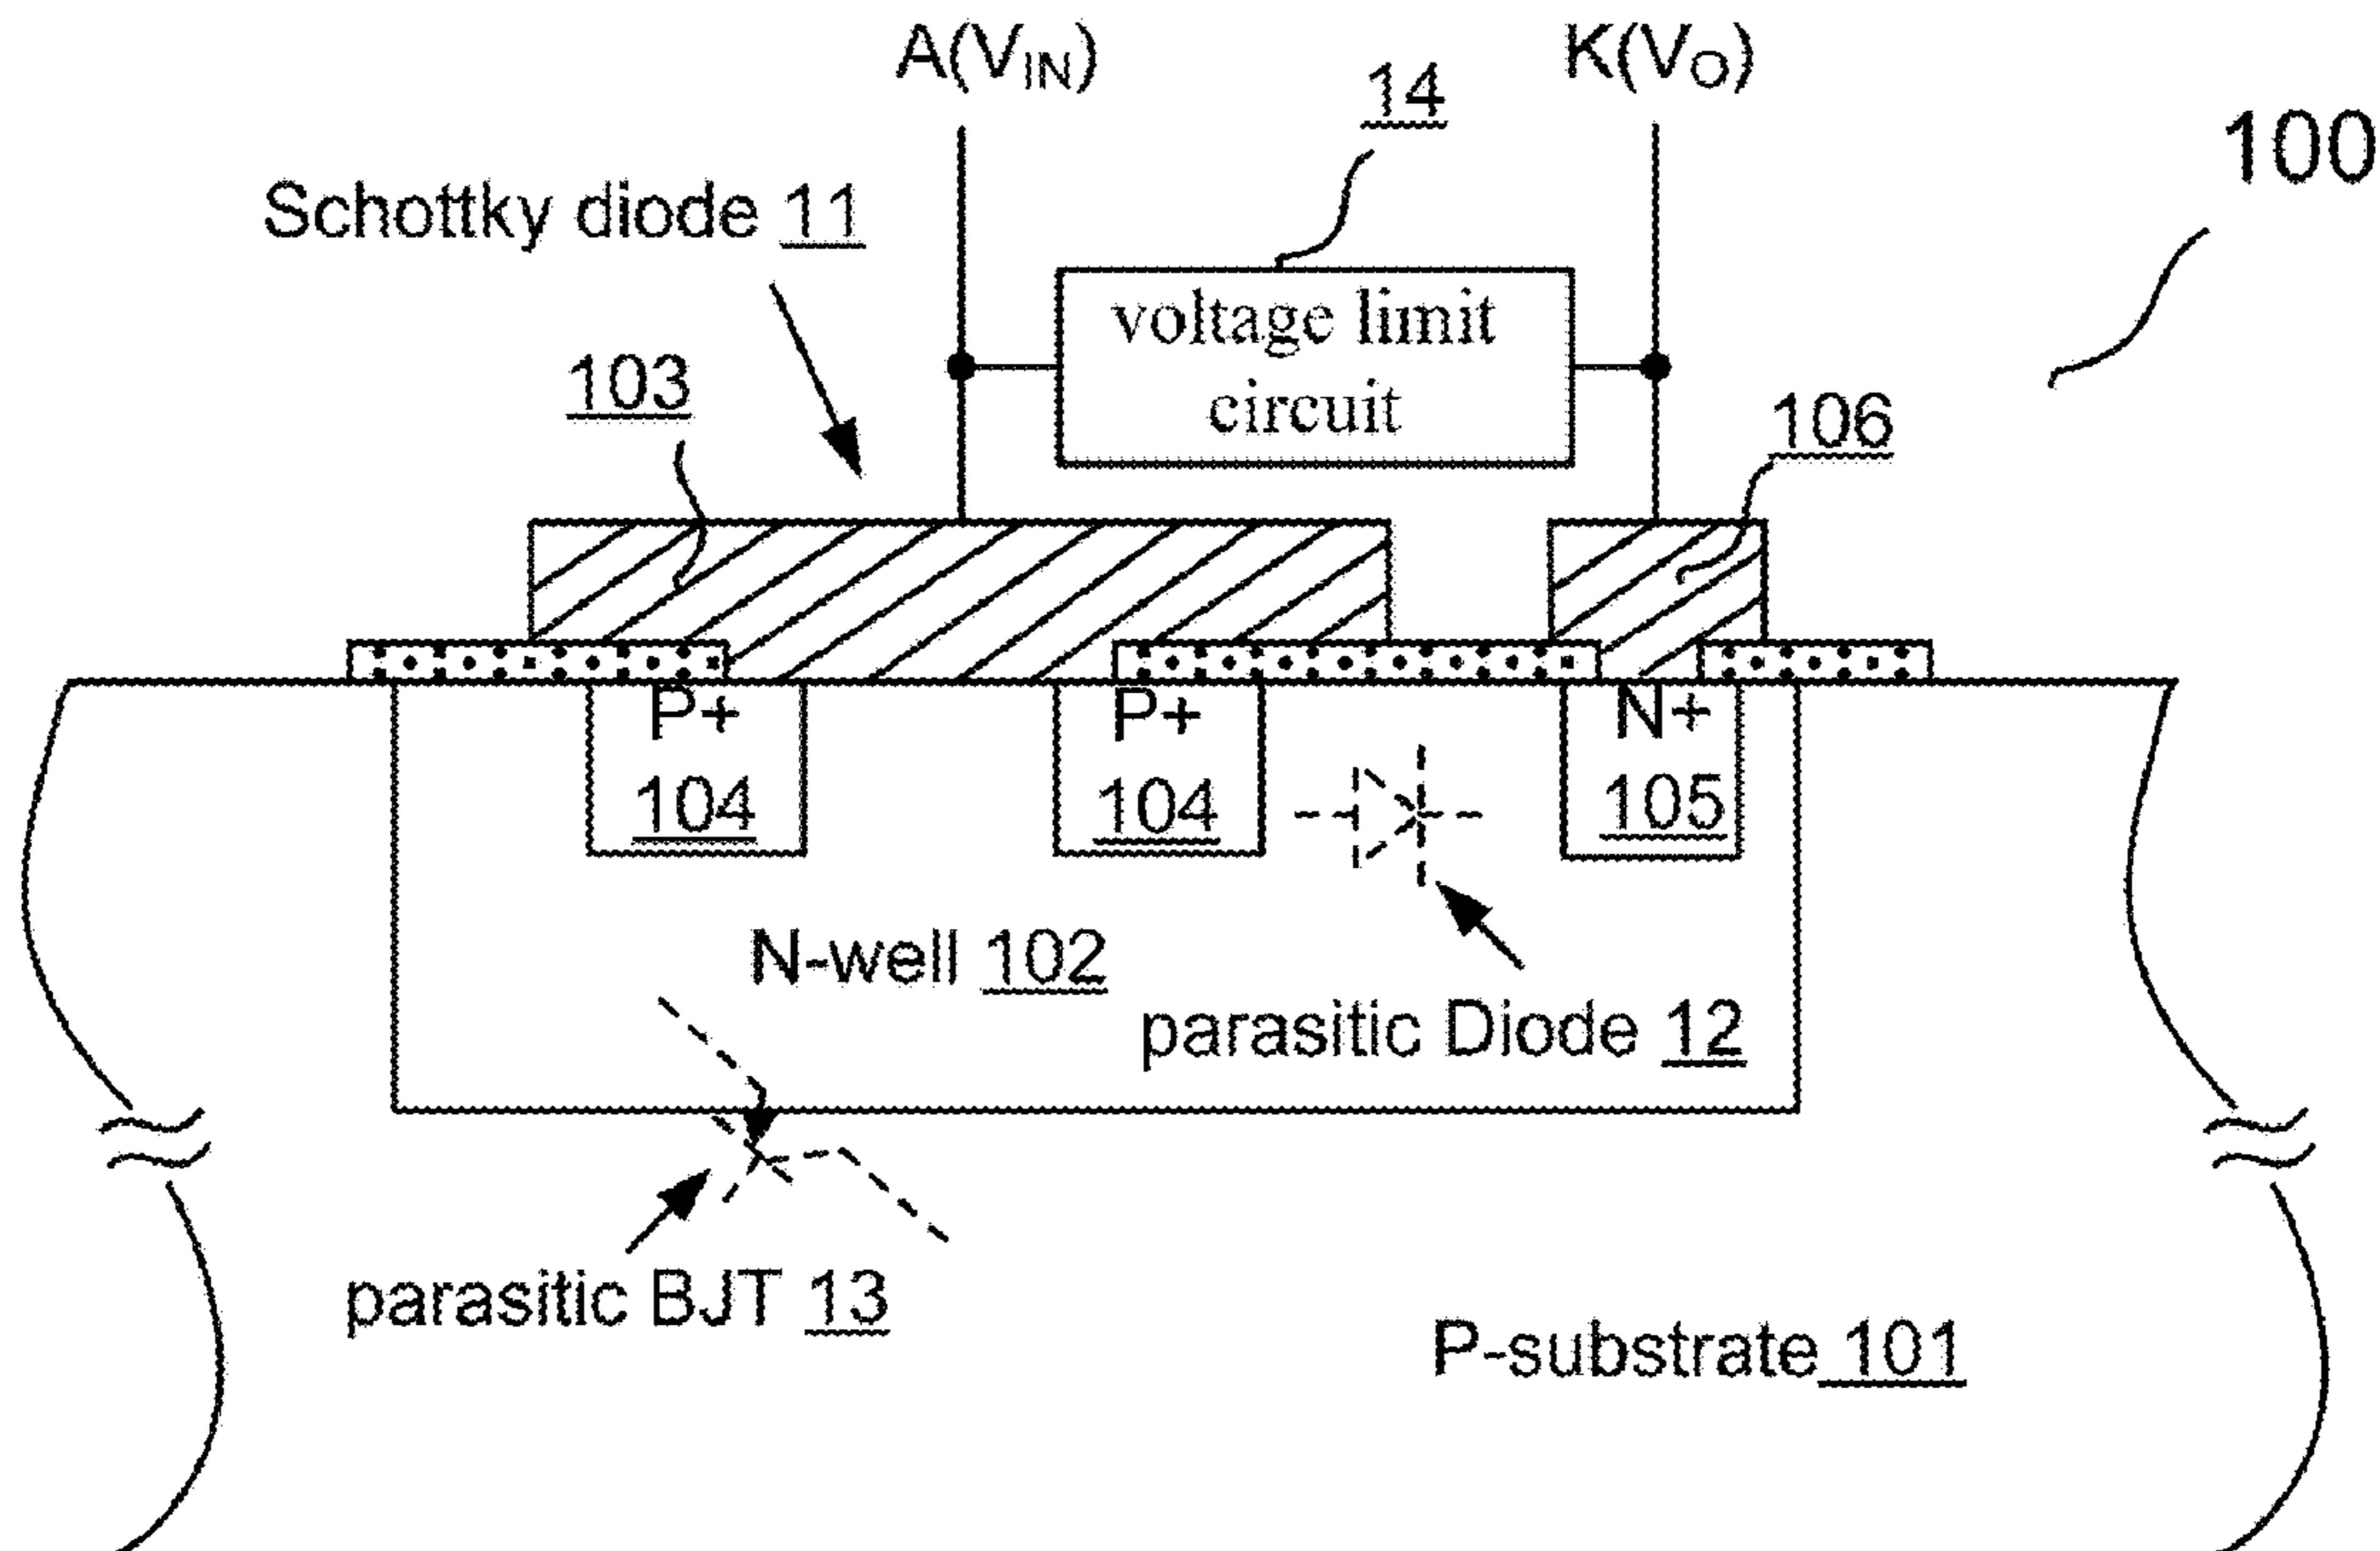 A(VIN)
K(VO)
14
100
Schottky diode 11
voltage limit
circuit
103
106
P+
P+
N+
104
104
105
N-well 102
parasitic Diode 12
parasitic BJT 13
P-substrate 101